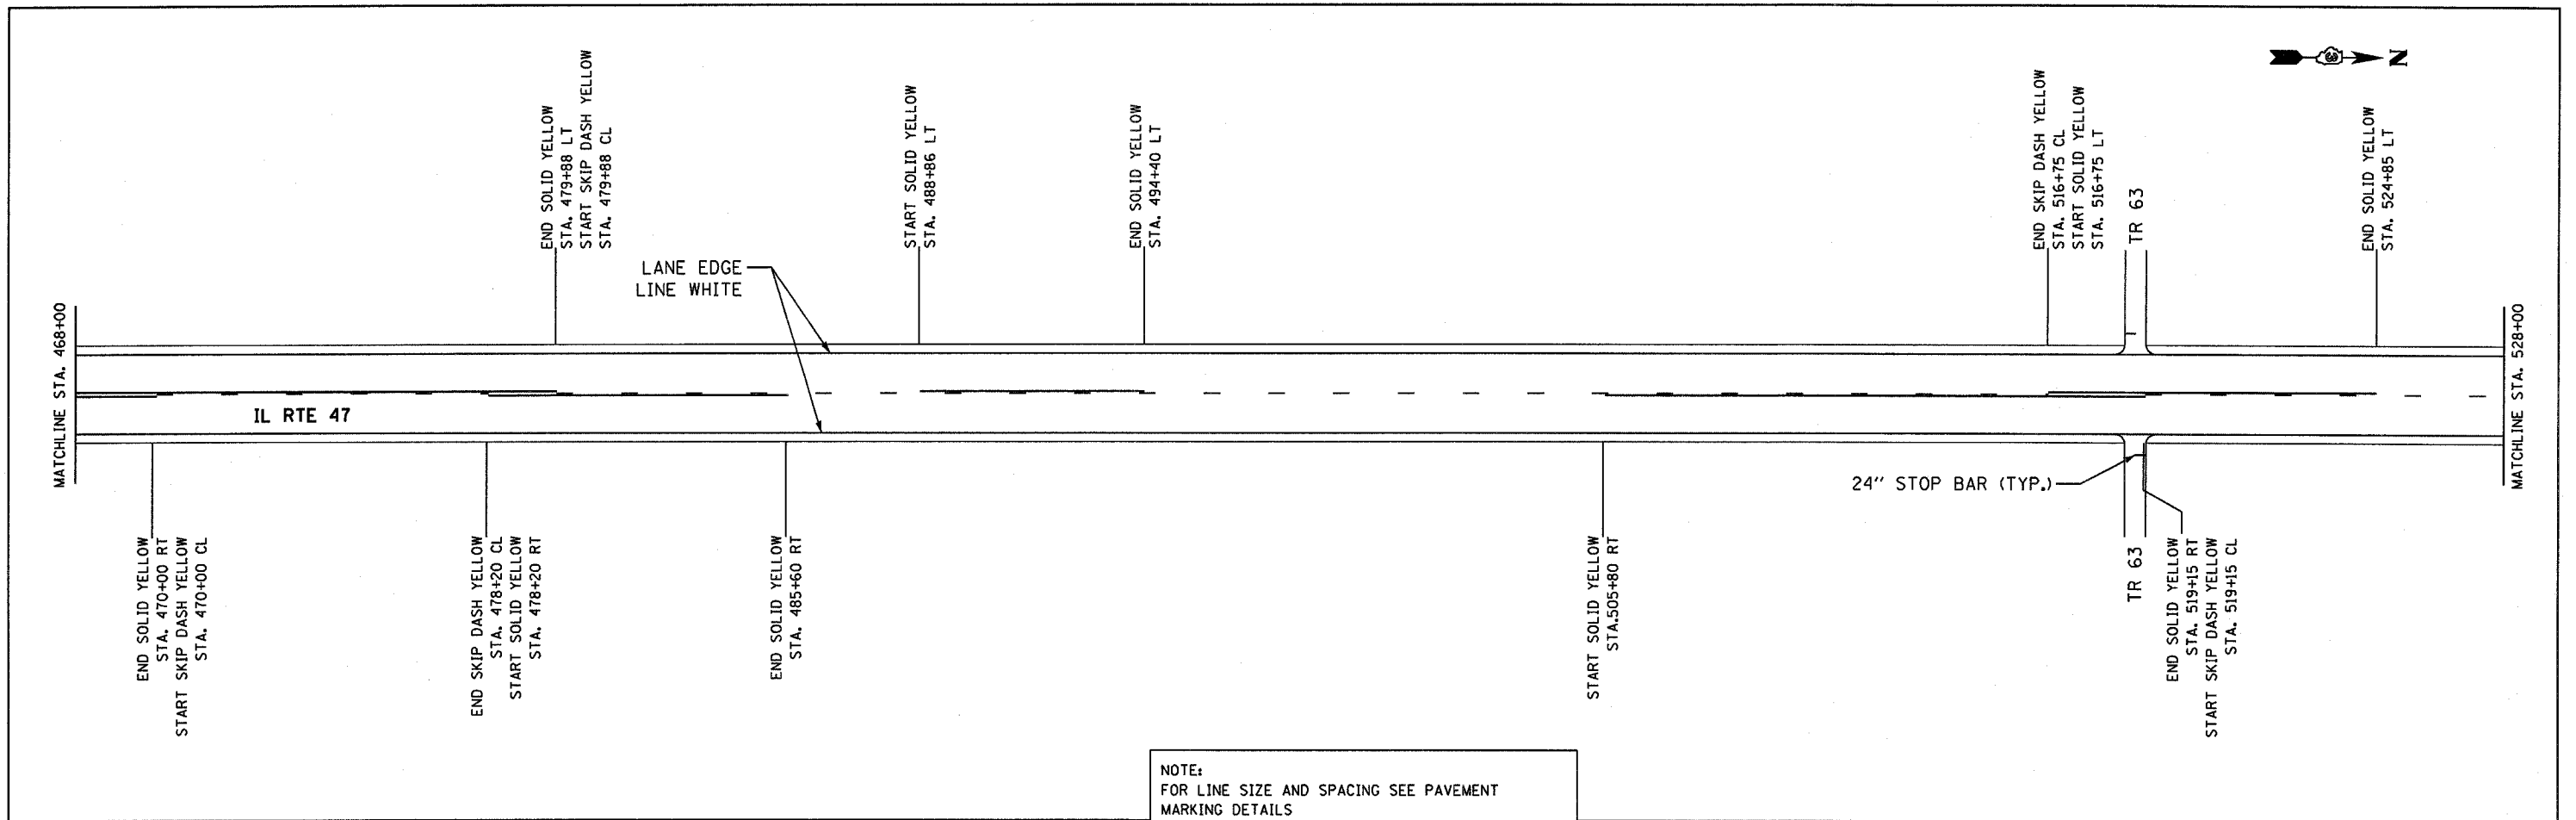 END SOLID YELLOW
STA. 479+88 LT
START SKIP DASH YELLOW
STA. 479+88 CL
START SOLID YELLOW
STA. 488+86 LT
END SOLID YELLOW
STA. 494+40 LT
END SKIP DASH YELLOW
STA. 516+75 CL
START SOLID YELLOW
STA. 516+75 LT
TR 63
END SOLID YELLOW
STA. 524+85 LT
N
LANE EDGE
LINE WHITE
MATCHLINE STA. 468+00
IL RTE 47
MATCHLINE STA. 528+00
24" STOP BAR (TYP.)
END SOLID YELLOW
STA. 470+00 RT
START SKIP DASH YELLOW
STA. 470+00 CL
END SKIP DASH YELLOW
STA. 478+20 CL
START SOLID YELLOW
STA. 478+20 RT
END SOLID YELLOW
STA. 485+60 RT
START SOLID YELLOW
STA.505+80 RT
TR 63
END SOLID YELLOW
STA. 519+15 RT
START SKIP DASH YELLOW
STA. 519+15 CL
NOTE:
FOR LINE SIZE AND SPACING SEE PAVEMENT
MARKING DETAILS